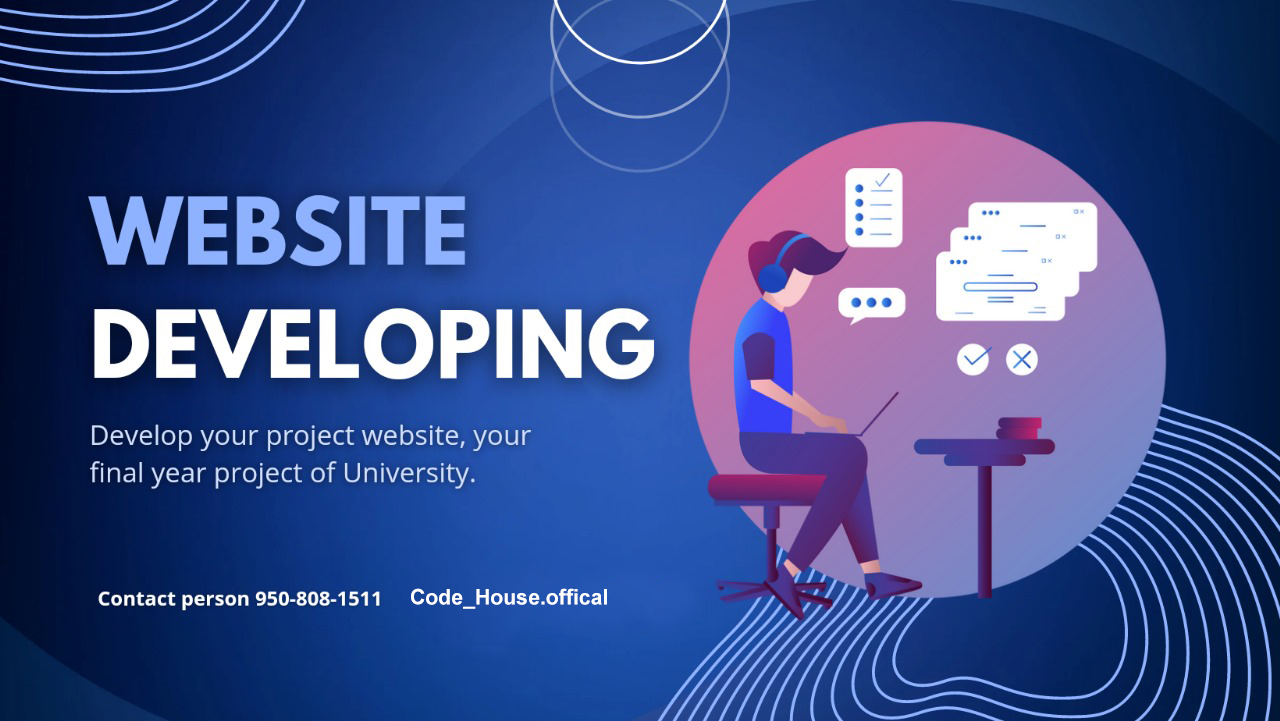 WEBSITE
DEVELOPING
Develop your project website, your
final year project of University.
Contact person 950-808-1511 Code_House.offical